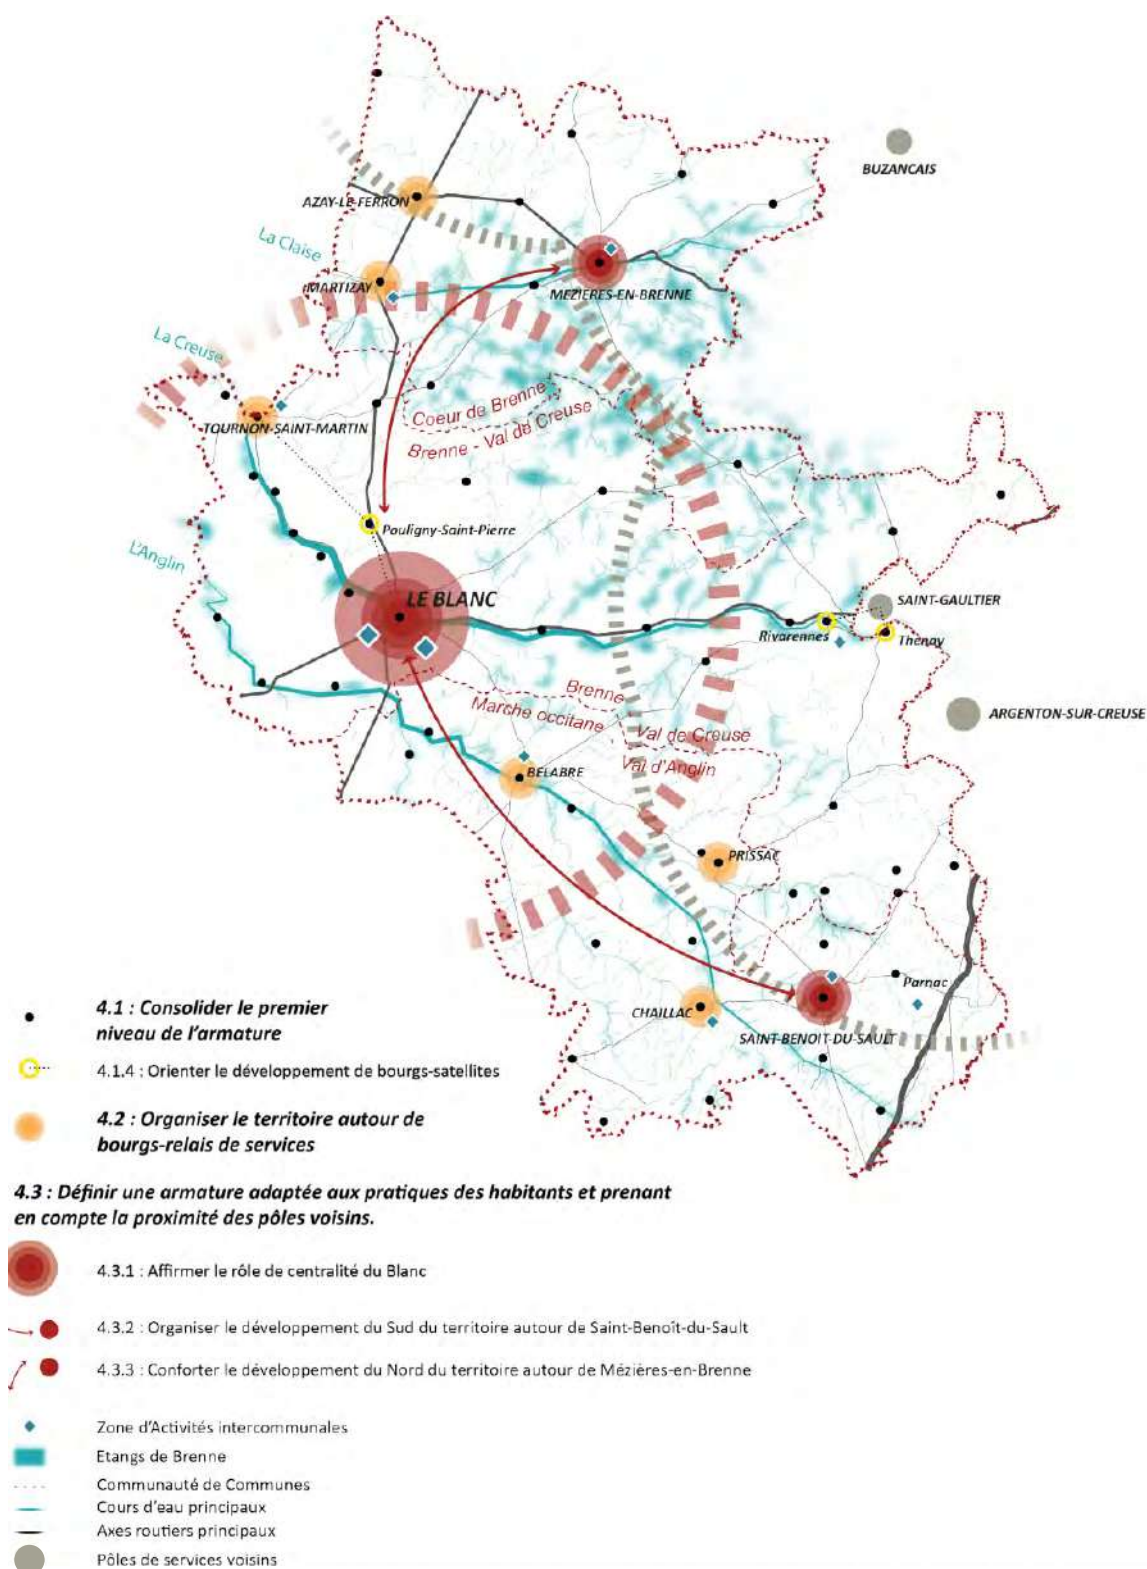 BUZANCAIS
AZAY-LE-FERRON
La Claise
MARTIZAY
MEZIERES-EN-BRENNE
La Creuse
Coeur de Brenne
TOURNON-SAINT-MARTIN
Brenne - Val de Creuse
Pouligny-Saint-Pierre
L'Anglin
LE BLANC
SAINT-GAULTIER
Rivarennes
Thenay
Brenne
Marche occitane
Val de Creuse
ARGENTON-SUR-CREUSE
Val d'Anglin
BELABRE
PRISSAC
Parnac
CHAILLAC
SAINT-BENOIT-DU-SAULT
4.1 : Consolider le premier
niveau de l'armature
4.1.4 : Orienter le développement de bourgs-satellites
4.2 : Organiser le territoire autour de
bourgs-relais de services
4.3 : Définir une armature adaptée aux pratiques des habitants et prenant
en compte la proximité des pôles voisins.
4.3.1 : Affirmer le rôle de centralité du Blanc
4.3.2 : Organiser le développement du Sud du territoire autour de Saint-Benoît-du-Sault
4.3.3 : Conforter le développement du Nord du territoire autour de Mézières-en-Brenne
Zone d'Activités intercommunales
Etangs de Brenne
Communauté de Communes
Cours d'eau principaux
Axes routiers principaux
Pôles de services voisins